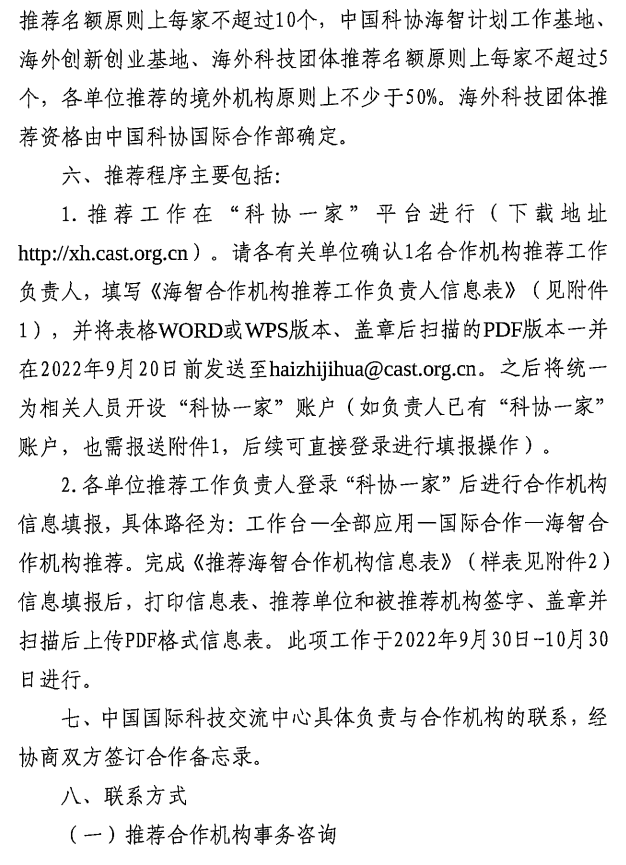 推荐名额原则上每家不超过10个，中国科协海智计划工作基地、
海外创新创业基地、海外科技团体推荐名额原则上每家不超过5
个，各单位推荐的境外机构原则上不少于50%。海外科技团体推
荐资格由中国科协国际合作部确定。
六、推荐程序主要包括：
1.推荐工作在“科协一家”平台进行（下载地址
http://xh.cast.org.cn）。请各有关单位确认1名合作机构推荐工作
负责人，填写《海智合作机构推荐工作负责人信息表》（见附件
1），并将表格WORD或WPS版本、盖章后扫描的PDF版本一并
在2022年9月20日前发送至haizhijihua@cast.org.cn。之后将统一
为相关人员开设“科协一家”账户（如负责人已有“科协一家”
账户，也需报送附件1，后续可直接登录进行填报操作）。
2.各单位推荐工作负责人登录“科协一家”后进行合作机构
信息填报，具体路径为：工作台—全部应用—国际合作—海智合
作机构推荐。完成《推荐海智合作机构信息表》（样表见附件2）
信息填报后，打印信息表、推荐单位和被推荐机构签字、盖章并
扫描后上传PDF格式信息表。此项工作于2022年9月30日--10月30
日进行。
七、中国国际科技交流中心具体负责与合作机构的联系，经
协商双方签订合作备忘录。
八、联系方式
（一）推荐合作机构事务咨询